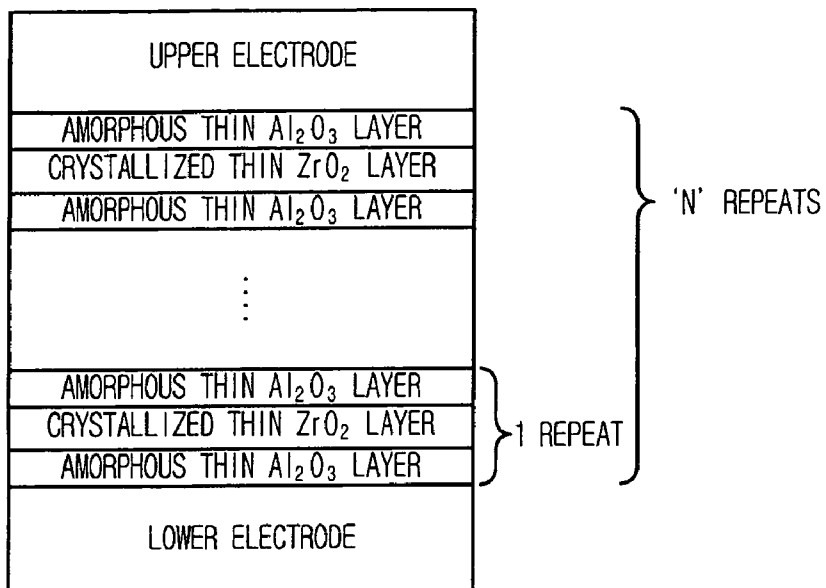 UPPER ELECTRODE
AMORPHOUS THIN Al₂O₃ LAYER
CRYSTALLIZED THIN ZrO₂ LAYER
AMORPHOUS THIN Al₂O₃ LAYER
'N' REPEATS
⋮
AMORPHOUS THIN Al₂O₃ LAYER
CRYSTALLIZED THIN ZrO₂ LAYER
1 REPEAT
AMORPHOUS THIN Al₂O₃ LAYER
LOWER ELECTRODE